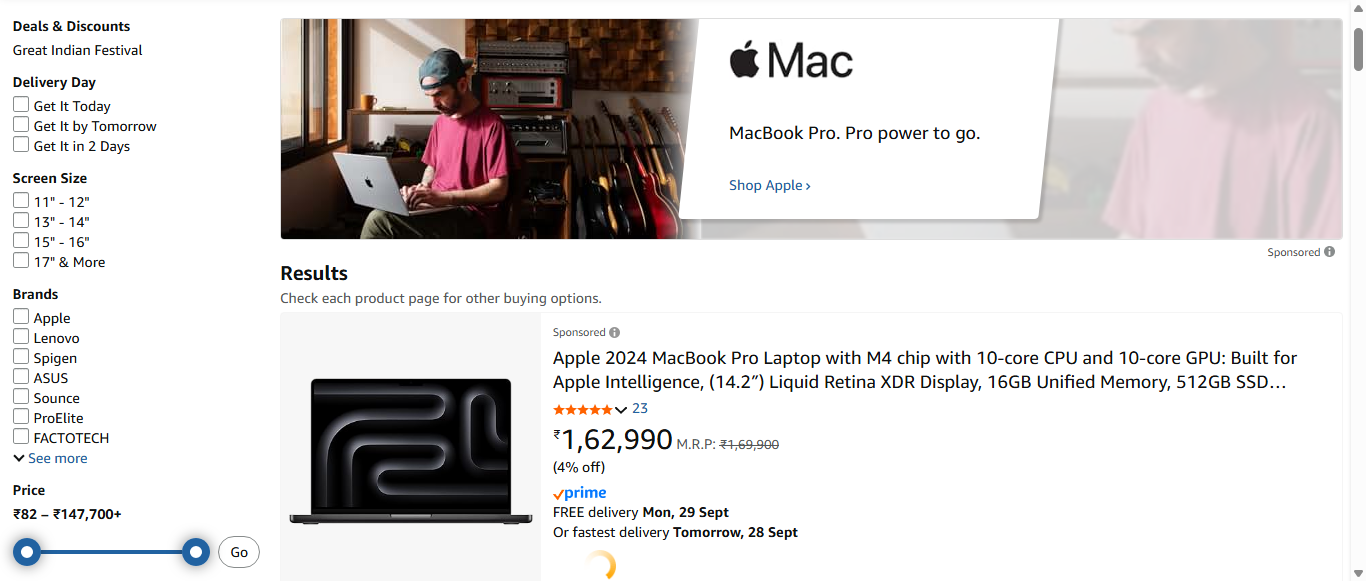 Deals & Discounts
Great Indian Festival
Delivery Day
Get It Today
Get It by Tomorrow
Get It in 2 Days
Screen Size
11" - 12"
13" - 14"
15" - 16"
17" & More
Brands
Apple
Lenovo
Spigen
ASUS
Sounce
ProElite
FACTOTECH
See more
Price
₹82 – ₹147,700+
Go
Mac
MacBook Pro. Pro power to go.
Shop Apple ›
Sponsored
Results
Check each product page for other buying options.
Sponsored
Apple 2024 MacBook Pro Laptop with M4 chip with 10-core CPU and 10-core GPU: Built for
Apple Intelligence, (14.2″) Liquid Retina XDR Display, 16GB Unified Memory, 512GB SSD…
23
₹1,62,990 M.R.P: ₹1,69,900
(4% off)
prime
FREE delivery Mon, 29 Sept
Or fastest delivery Tomorrow, 28 Sept